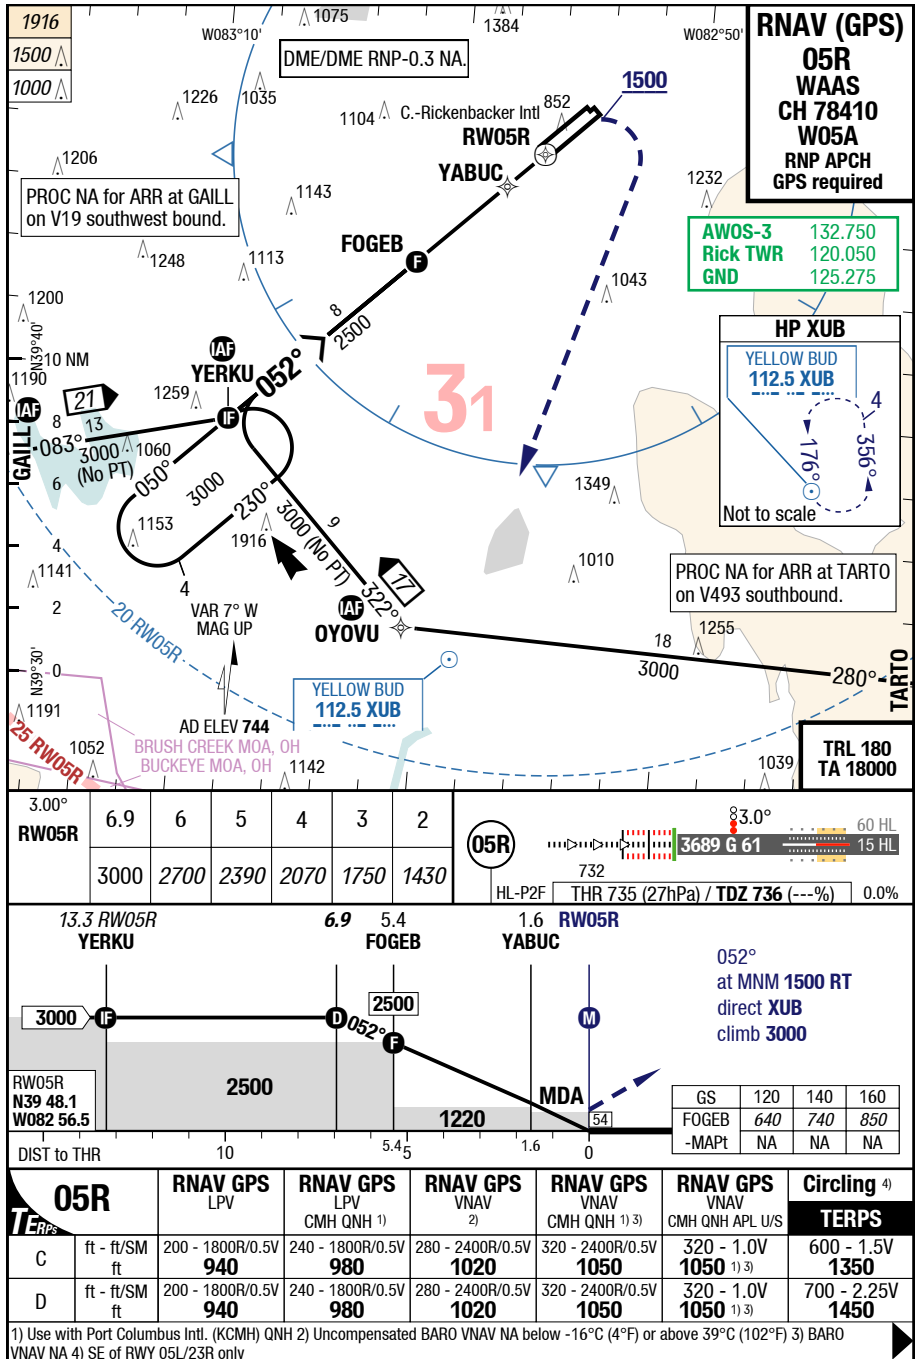 1916
1500
1000
1075
1384
W083°10'
W082°50'
DME/DME RNP-0.3 NA.
RNAV (GPS)
05R
WAAS
CH 78410
W05A
RNP APCH
GPS required
1226
1035
1104
C.-Rickenbacker Intl
852
1500
RW05R
YABUC
1206
PROC NA for ARR at GAILL
on V19 southwest bound.
1143
1232
AWOS-3 132.750
Rick TWR 120.050
GND 125.275
FOGEB
F
1248
1113
1043
1200
8
2500
HP XUB
YELLOW BUD
112.5 XUB
4
176°
356°
Not to scale
N39°40'
10 NM
IAF
YERKU
052°
31
1190
IAF
21
1259
IF
GAILL
8
083°
13
3000
(No PT)
1060
6
050°
3000
230°
1349
1153
9
3000 (No PT)
1916
4
4
1141
1010
PROC NA for ARR at TARTO
on V493 southbound.
2
VAR 7° W
MAG UP
17
322°
IAF
OYOVU
20 RW05R
1255
18
3000
280°
TARTO
N39°30'
0
YELLOW BUD
112.5 XUB
1191
AD ELEV 744
BRUSH CREEK MOA, OH
BUCKEYE MOA, OH
25 RW05R
1052
1142
1039
TRL 180
TA 18000
3.00°
RW05R
6.9 6 5 4 3 2
3000 2700 2390 2070 1750 1430
05R
3.0°
60 HL
3689 G 61
15 HL
732
HL-P2F
THR 735 (27hPa) / TDZ 736 (---%)
0.0%
13.3 RW05R 6.9 5.4 1.6 RW05R
YERKU FOGEB YABUC
052°
at MNM 1500 RT
direct XUB
climb 3000
3000
IF
D
052°
2500
F
M
RW05R
N39 48.1
W082 56.5
2500
1220
MDA
54
GS 120 140 160
FOGEB 640 740 850
-MAPt NA NA NA
DIST to THR 10 5.4 5 1.6 0
TERPs
05R
RNAV GPS
LPV
RNAV GPS
LPV
CMH QNH 1)
RNAV GPS
VNAV
2)
RNAV GPS
VNAV
CMH QNH 1) 3)
RNAV GPS
VNAV
CMH QNH APL U/S
Circling 4)
TERPS
C ft - ft/SM 200 - 1800R/0.5V 240 - 1800R/0.5V 280 - 2400R/0.5V 320 - 2400R/0.5V 320 - 1.0V 600 - 1.5V
ft 940 980 1020 1050 1050 1) 3) 1350
D ft - ft/SM 200 - 1800R/0.5V 240 - 1800R/0.5V 280 - 2400R/0.5V 320 - 2400R/0.5V 320 - 1.0V 700 - 2.25V
ft 940 980 1020 1050 1050 1) 3) 1450
1) Use with Port Columbus Intl. (KCMH) QNH 2) Uncompensated BARO VNAV NA below -16°C (4°F) or above 39°C (102°F) 3) BARO
VNAV NA 4) SE of RWY 05L/23R only